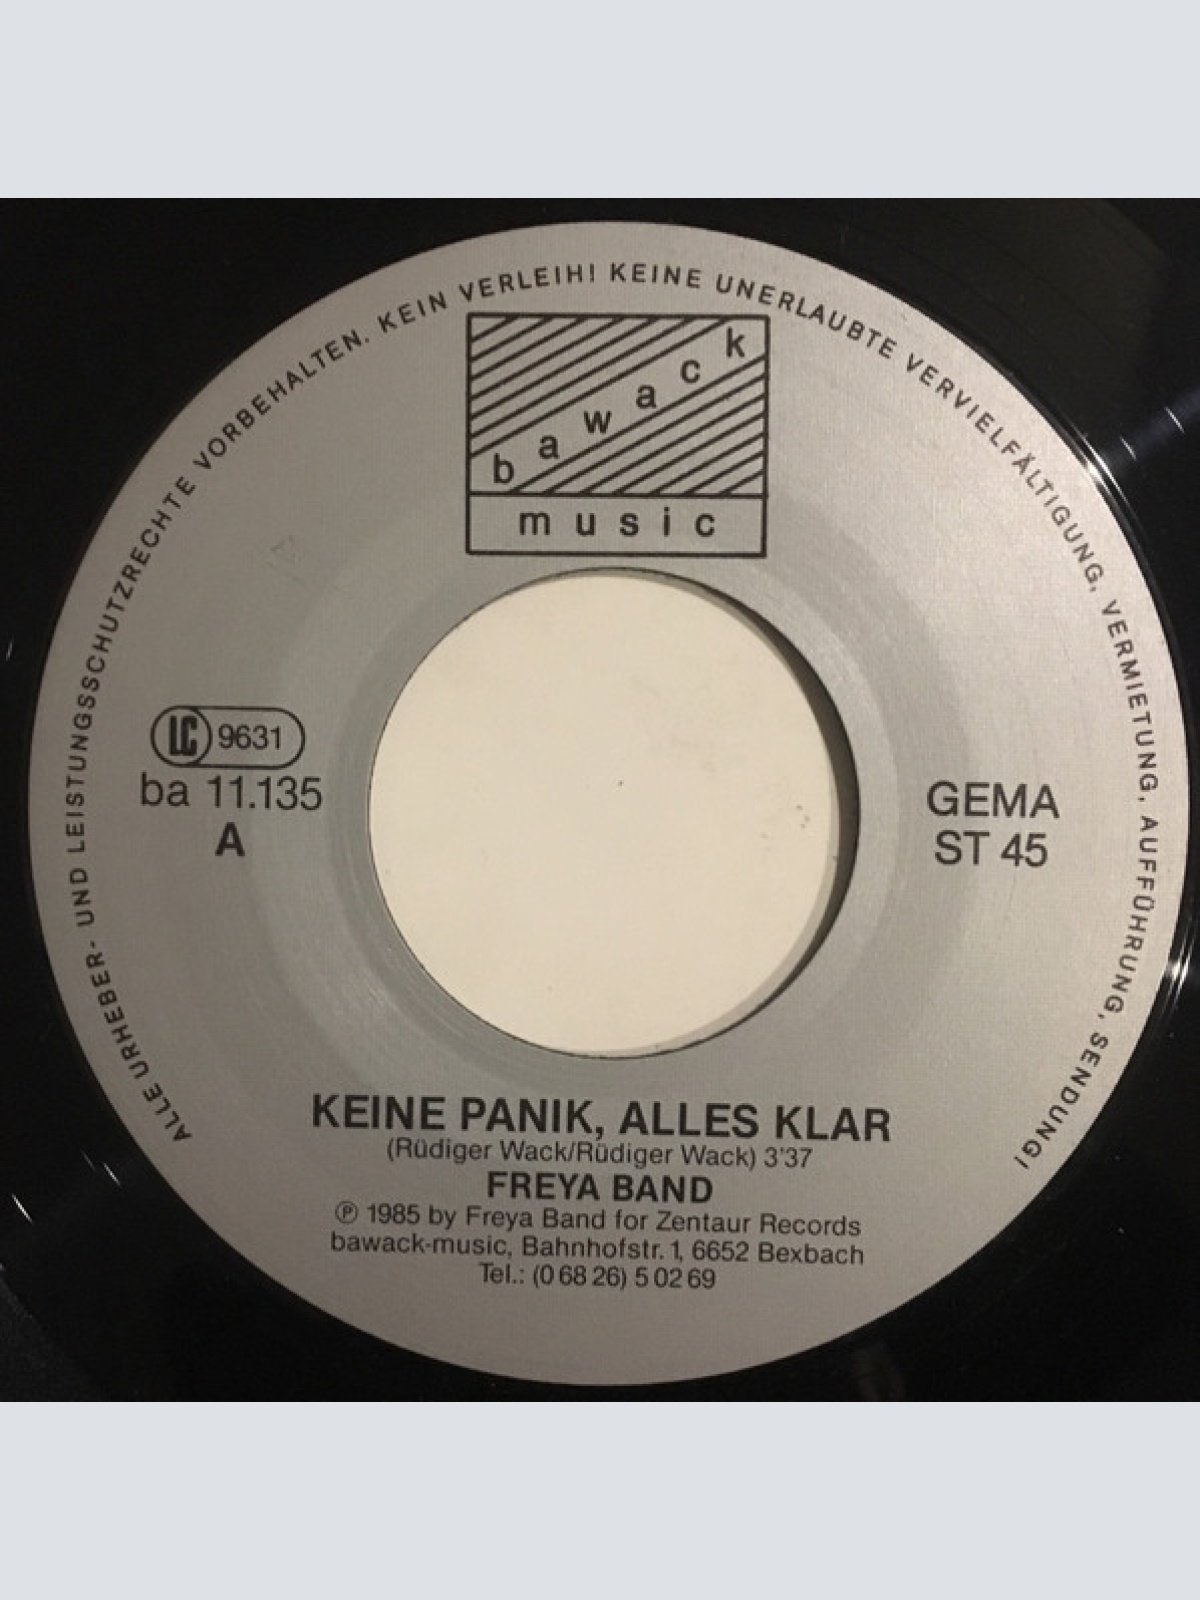 ALLE URHEBER- UND LEISTUNGSSCHUTZRECHTE VORBEHALTEN. KEIN VERLEIH! KEINE UNERLAUBTE VERVIELFÄLTIGUNG, VERMIETUNG, AUFFÜHRUNG, SENDUNG!
bawack
music
LC 9631
ba 11.135
A
GEMA
ST 45
KEINE PANIK, ALLES KLAR
(Rüdiger Wack/Rüdiger Wack) 3'37
FREYA BAND
℗ 1985 by Freya Band for Zentaur Records
bawack-music, Bahnhofstr. 1, 6652 Bexbach
Tel.: (0 68 26) 5 02 69